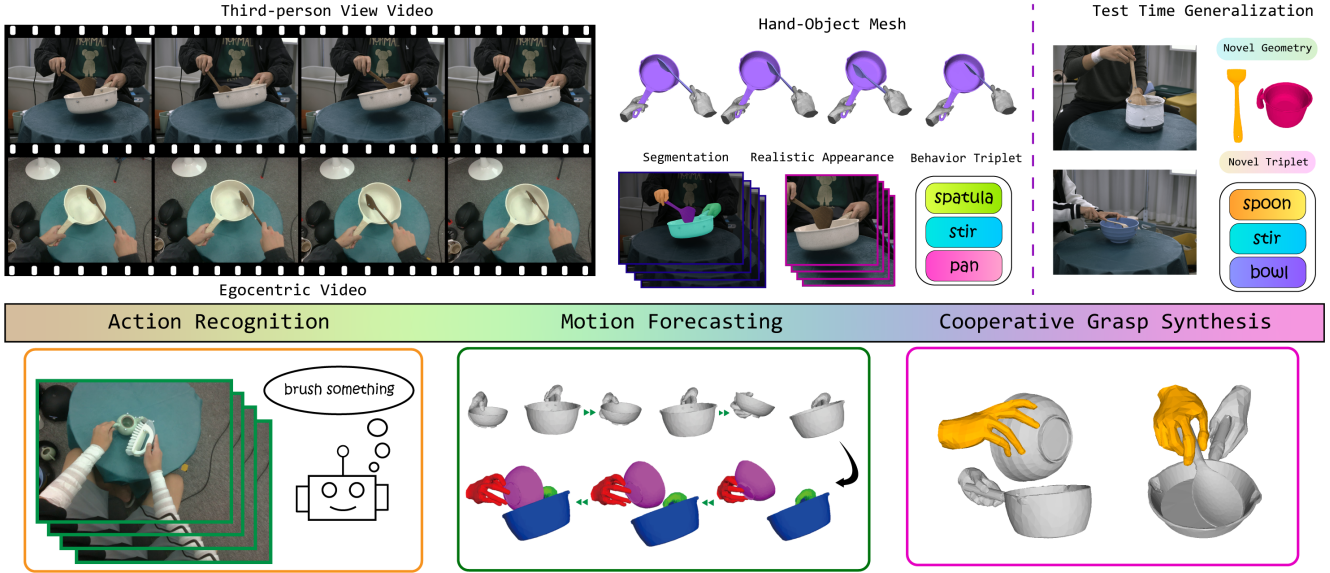 Third-person View Video
Hand-Object Mesh
Test Time Generalization
Novel Geometry
Segmentation
Realistic Appearance
Behavior Triplet
Novel Triplet
spatula
stir
pan
spoon
stir
bowl
Egocentric Video
Action Recognition
Motion Forecasting
Cooperative Grasp Synthesis
brush something